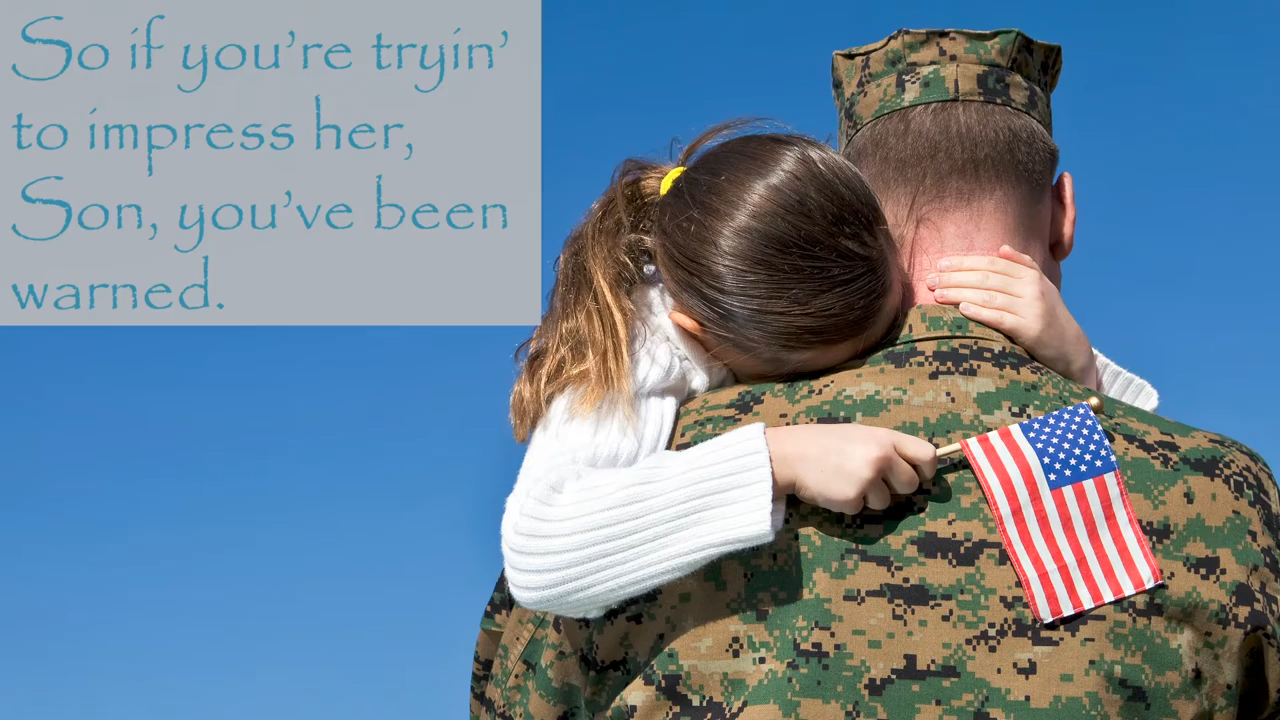 So if you’re tryin’
to impress her,
Son, you’ve been
warned.